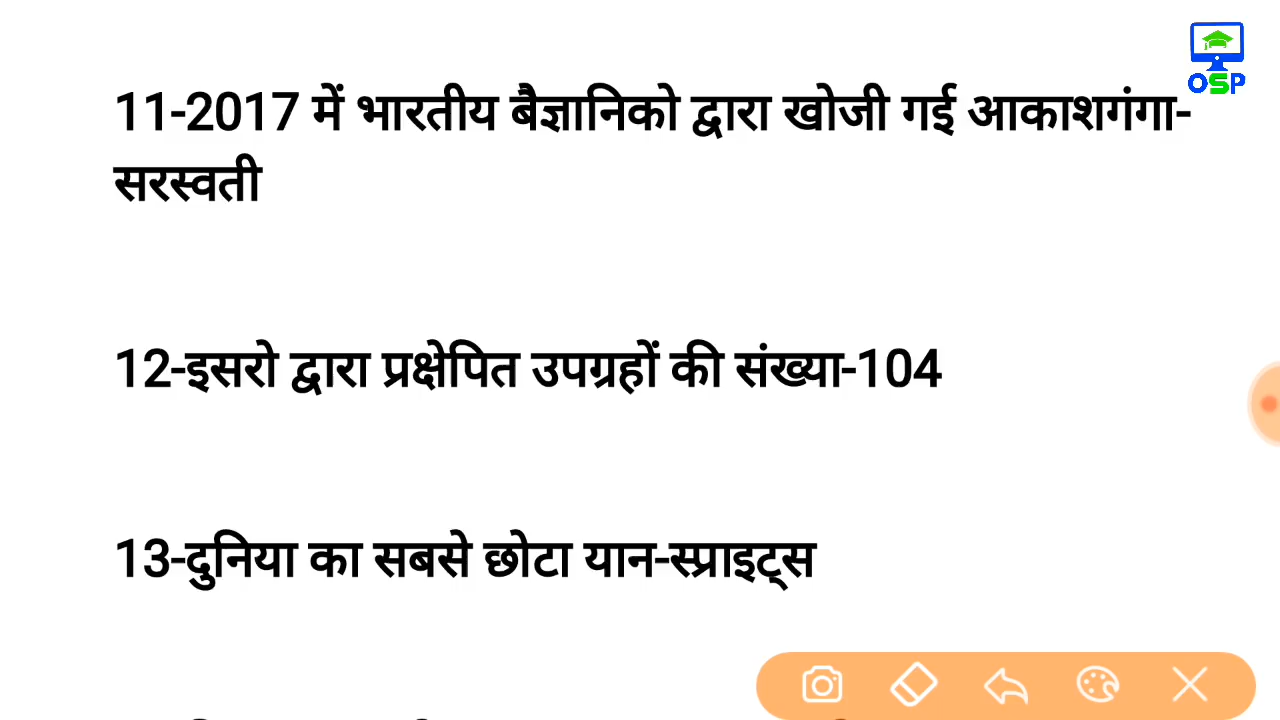 OSP
11-2017 में भारतीय बैज्ञानिको द्वारा खोजी गई आकाशगंगा-
सरस्वती
12-इसरो द्वारा प्रक्षेपित उपग्रहों की संख्या-104
13-दुनिया का सबसे छोटा यान-स्प्राइट्स